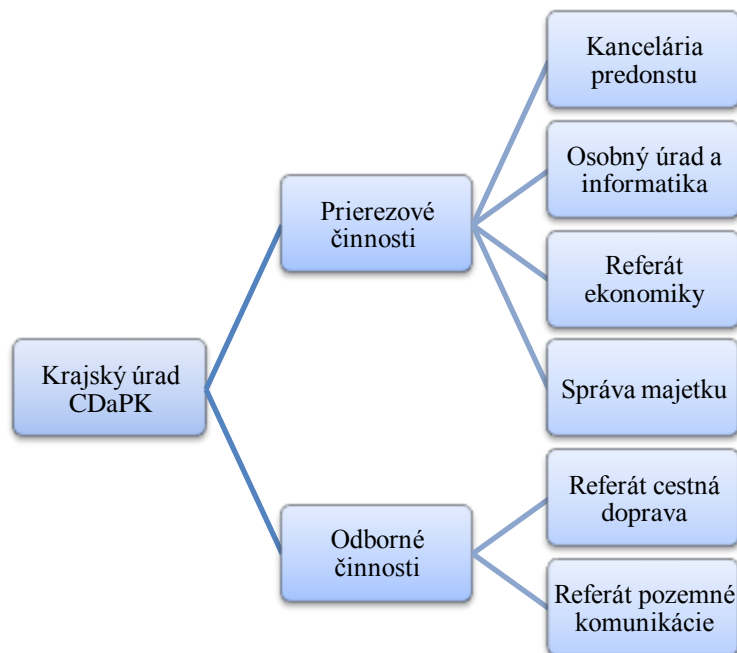 Kancelária
predonstu
Osobný úrad a
informatika
Prierezové
činnosti
Referát
ekonomiky
Krajský úrad
CDaPK
Správa majetku
Referát cestná
doprava
Odborné
činnosti
Referát pozemné
komunikácie